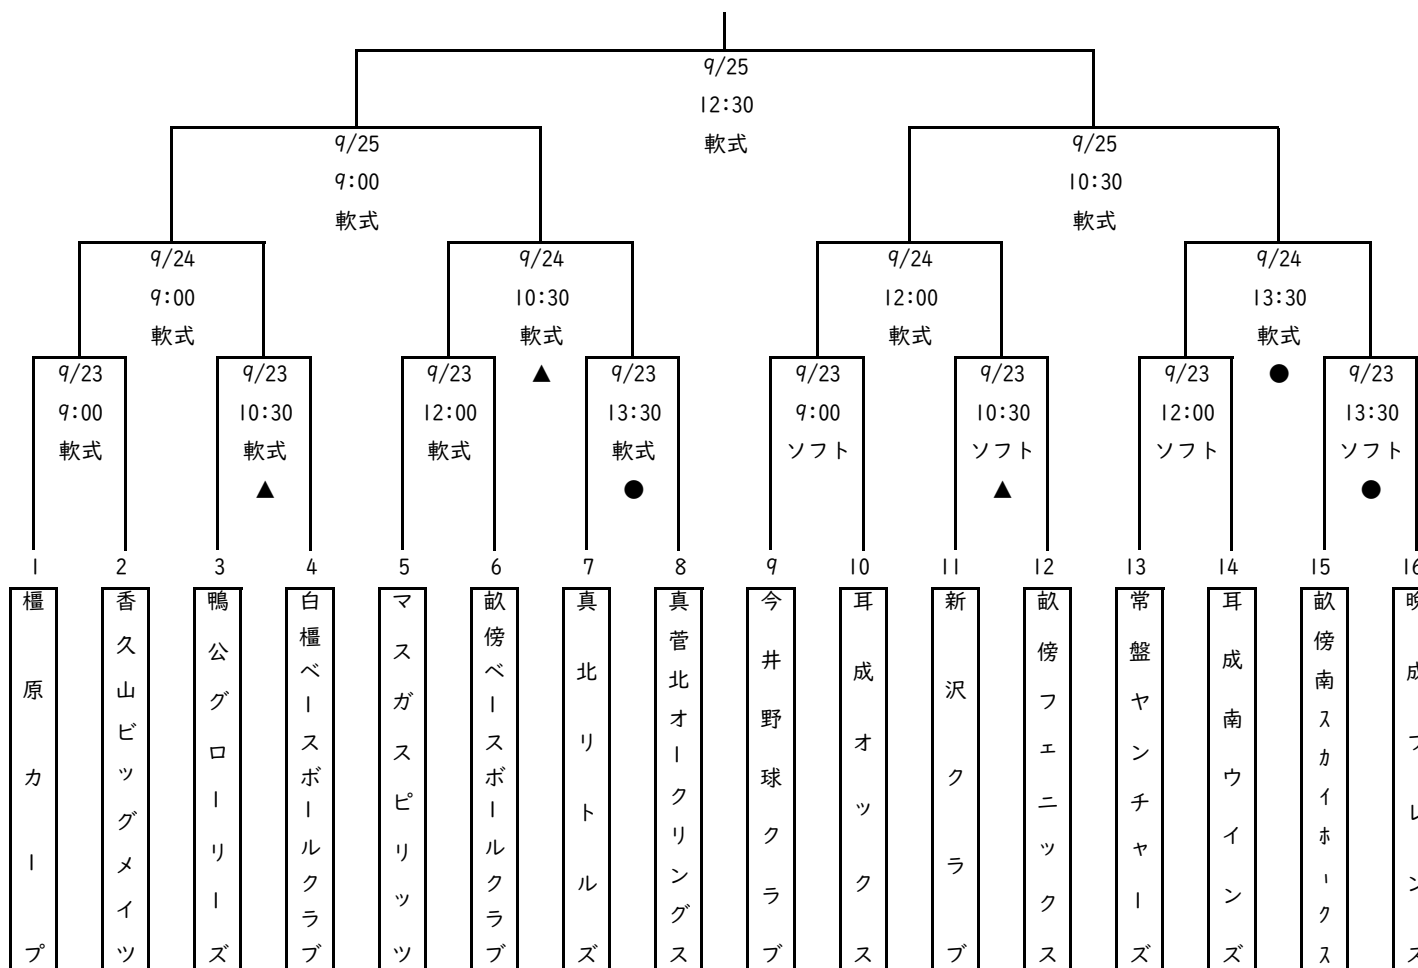 9/25
12:30
軟式
9/25
9:00
軟式
9/25
10:30
軟式
9/24
9:00
軟式
9/24
10:30
軟式
▲
9/24
12:00
軟式
9/24
13:30
軟式
●
9/23
9:00
軟式
9/23
10:30
軟式
▲
9/23
12:00
軟式
9/23
13:30
軟式
●
9/23
9:00
ソフト
9/23
10:30
ソフト
▲
9/23
12:00
ソフト
9/23
13:30
ソフト
●
1
橿原カープ
2
香久山ビッグメイツ
3
鴨公グローリーズ
4
白橿ベースボールクラブ
5
マスガスピリッツ
6
畝傍ベースボールクラブ
7
真北リトルズ
8
真菅北オークリングス
9
今井野球クラブ
10
耳成オックス
11
新沢クラブ
12
畝傍フェニックス
13
常盤ヤンチャーズ
14
耳成南ウインズ
15
畝傍南スカイホークス
16